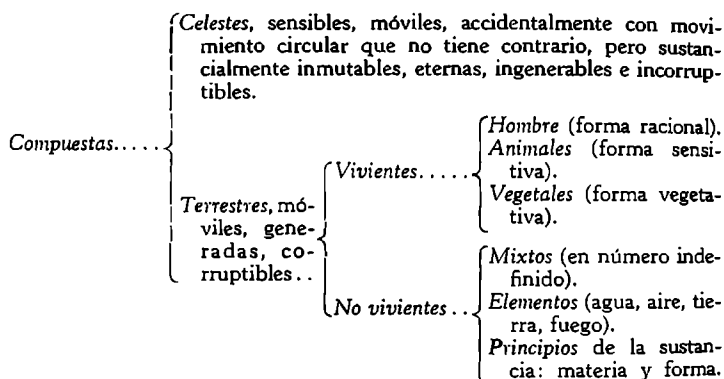 Celestes, sensibles, móviles, accidentalmente con movi-
miento circular que no tiene contrario, pero sustan-
cialmente inmutables, eternas, ingenerables e incorrup-
tibles.
Compuestas.....
Terrestres, mó-
viles, gene-
radas, co-
rruptibles..
Vivientes.....
Hombre (forma racional).
Animales (forma sensi-
tiva).
Vegetales (forma vegeta-
tiva).
No vivientes..
Mixtos (en número inde-
finido).
Elementos (agua, aire, tie-
rra, fuego).
Principios de la sustan-
cia: materia y forma.